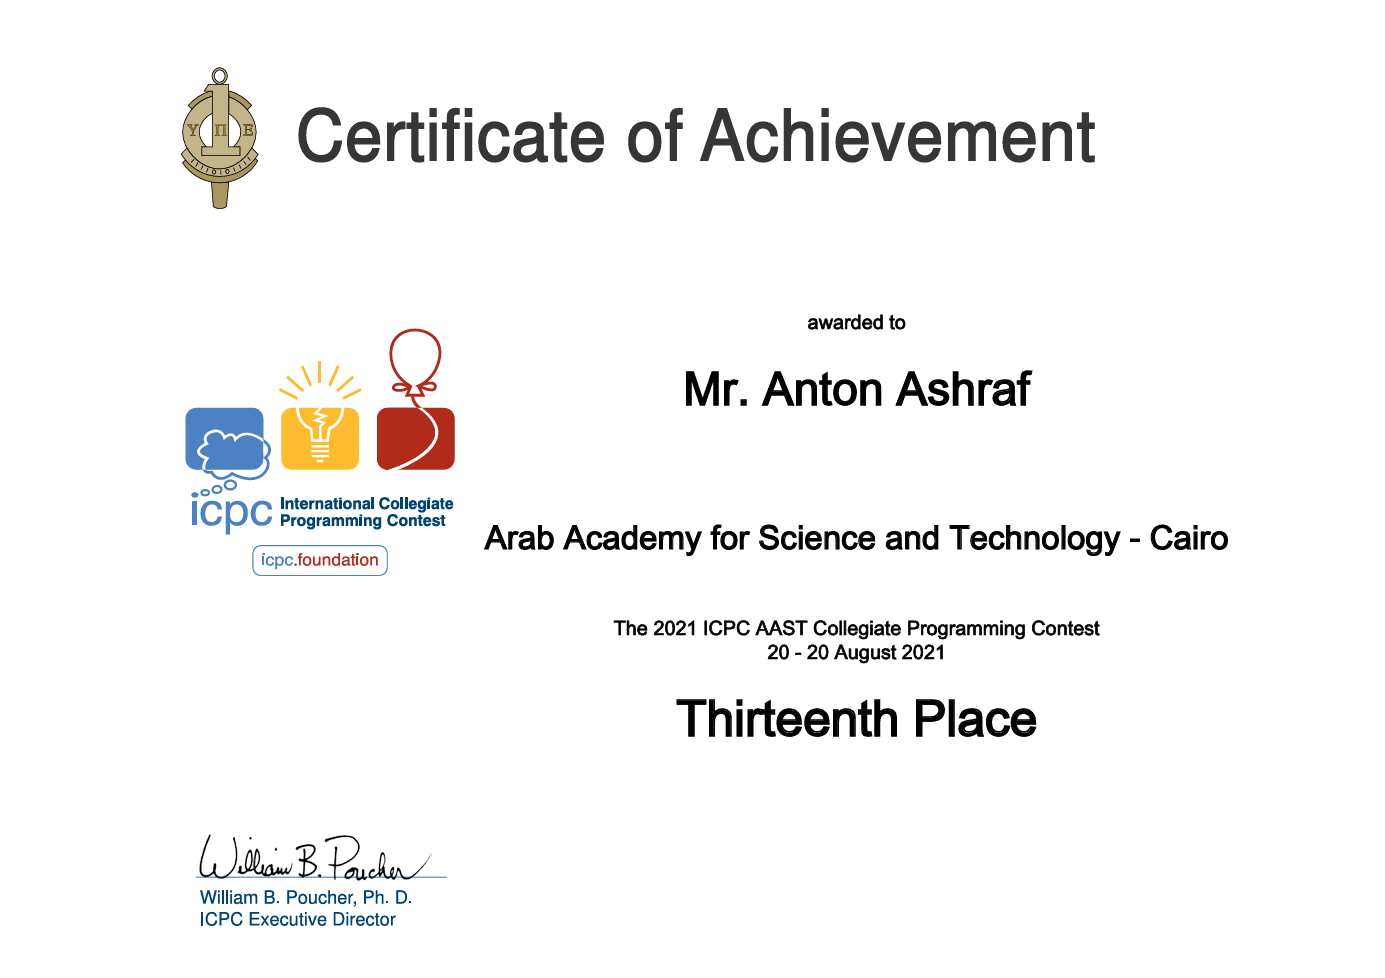 Υ Π Ε
11110101111
Certificate of Achievement
awarded to
Mr. Anton Ashraf
icpc International Collegiate
Programming Contest
icpc.foundation
Arab Academy for Science and Technology - Cairo
The 2021 ICPC AAST Collegiate Programming Contest
20 - 20 August 2021
Thirteenth Place
William B. Poucher
William B. Poucher, Ph. D.
ICPC Executive Director